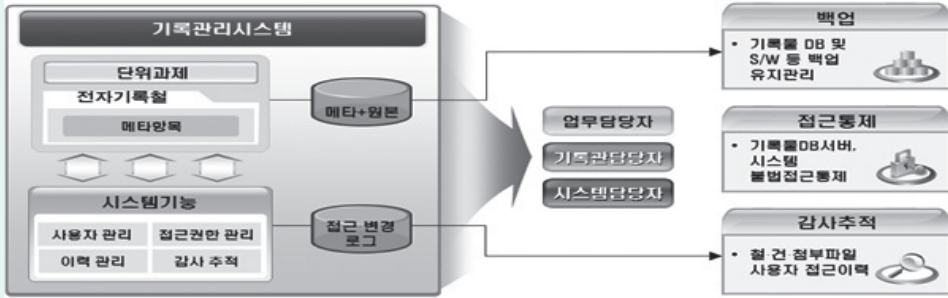 기록관리시스템
단위과제
전자기록철
메타항목
메타+원본
시스템기능
사용자 관리
접근권한 관리
이력 관리
감사 추적
접근 변경
로그
업무담당자
기록관담당자
시스템담당자
백업
• 기록물 DB 및
S/W 등 백업
유지관리
접근통제
• 기록물DB서버,
시스템
불법접근통제
감사추적
• 철·건·첨부파일
사용자 접근이력